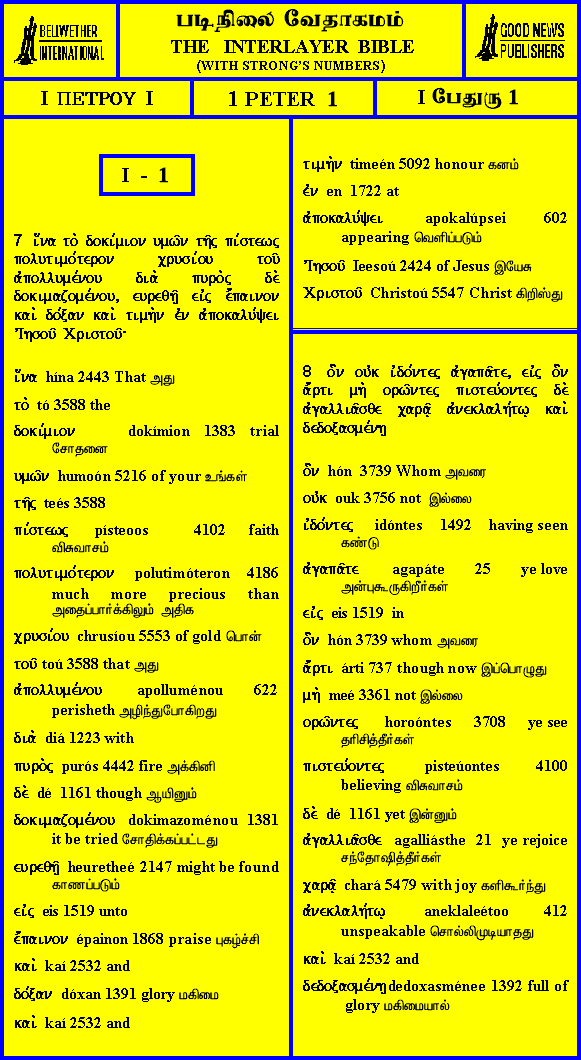 BELLWETHER
INTERNATIONAL
படிநிலை வேதாகமம்
THE INTERLAYER BIBLE
(WITH STRONG'S NUMBERS)
GOOD NEWS
PUBLISHERS
I ΠΕΤΡΟΥ I
1 PETER 1
I பேதுரு 1
I - 1
7 ἵνα τὸ δοκίμιον υμῶν τῆς πίστεως
πολυτιμότερον χρυσίου τοῦ
ἀπολλυμένου διὰ πυρὸς δὲ
δοκιμαζομένου, ευρεθῇ εἰς ἔπαινον
καὶ δόξαν καὶ τιμὴν ἐν ἀποκαλύψει
Ἰησοῦ Χριστοῦ·
ἵνα hína 2443 That அது
τὸ tó 3588 the
δοκίμιον dokímion 1383 trial
சோதனை
υμῶν humoón 5216 of your உங்கள்
τῆς teés 3588
πίστεως písteoos 4102 faith
விசுவாசம்
πολυτιμότερον polutimóteron 4186
much more precious than
அதைப்பார்க்கிலும் அதிக
χρυσίου chrusíou 5553 of gold பொன்
τοῦ toú 3588 that அது
ἀπολλυμένου apolluménou 622
perisheth அழிந்துபோகிறது
διὰ diá 1223 with
πυρὸς purós 4442 fire அக்கினி
δὲ dé 1161 though ஆயினும்
δοκιμαζομένου dokimazoménou 1381
it be tried சோதிக்கப்பட்டது
ευρεθῇ heuretheé 2147 might be found
காணப்படும்
εἰς eis 1519 unto
ἔπαινον épainon 1868 praise புகழ்ச்சி
καὶ kaí 2532 and
δόξαν dóxan 1391 glory மகிமை
καὶ kaí 2532 and
τιμὴν timeén 5092 honour கனம்
ἐν en 1722 at
ἀποκαλύψει apokalúpsei 602
appearing வெளிப்படும்
Ἰησοῦ Ieesoú 2424 of Jesus இயேசு
Χριστοῦ Christoú 5547 Christ கிறிஸ்து
8 ὃν οὐκ ἰδόντες ἀγαπᾶτε, εἰς ὃν
ἄρτι μὴ ορῶντες πιστεύοντες δὲ
ἀγαλλιᾶσθε χαρᾷ ἀνεκλαλήτῳ καὶ
δεδοξασμένῃ
ὃν hón 3739 Whom அவரை
οὐκ ouk 3756 not இல்லை
ἰδόντες idóntes 1492 having seen
கண்டு
ἀγαπᾶτε agapáte 25 ye love
அன்புகூருகிறீர்கள்
εἰς eis 1519 in
ὃν hón 3739 whom அவரை
ἄρτι árti 737 though now இப்பொழுது
μὴ meé 3361 not இல்லை
ορῶντες horoóntes 3708 ye see
தரிசித்தீர்கள்
πιστεύοντες pisteúontes 4100
believing விசுவாசம்
δὲ dé 1161 yet இன்னும்
ἀγαλλιᾶσθε agalliásthe 21 ye rejoice
சந்தோஷித்தீர்கள்
χαρᾷ chará 5479 with joy களிகூர்ந்து
ἀνεκλαλήτῳ aneklaleétoo 412
unspeakable சொல்லிமுடியாதது
καὶ kaí 2532 and
δεδοξασμένῃ dedoxasménee 1392 full of
glory மகிமையால்